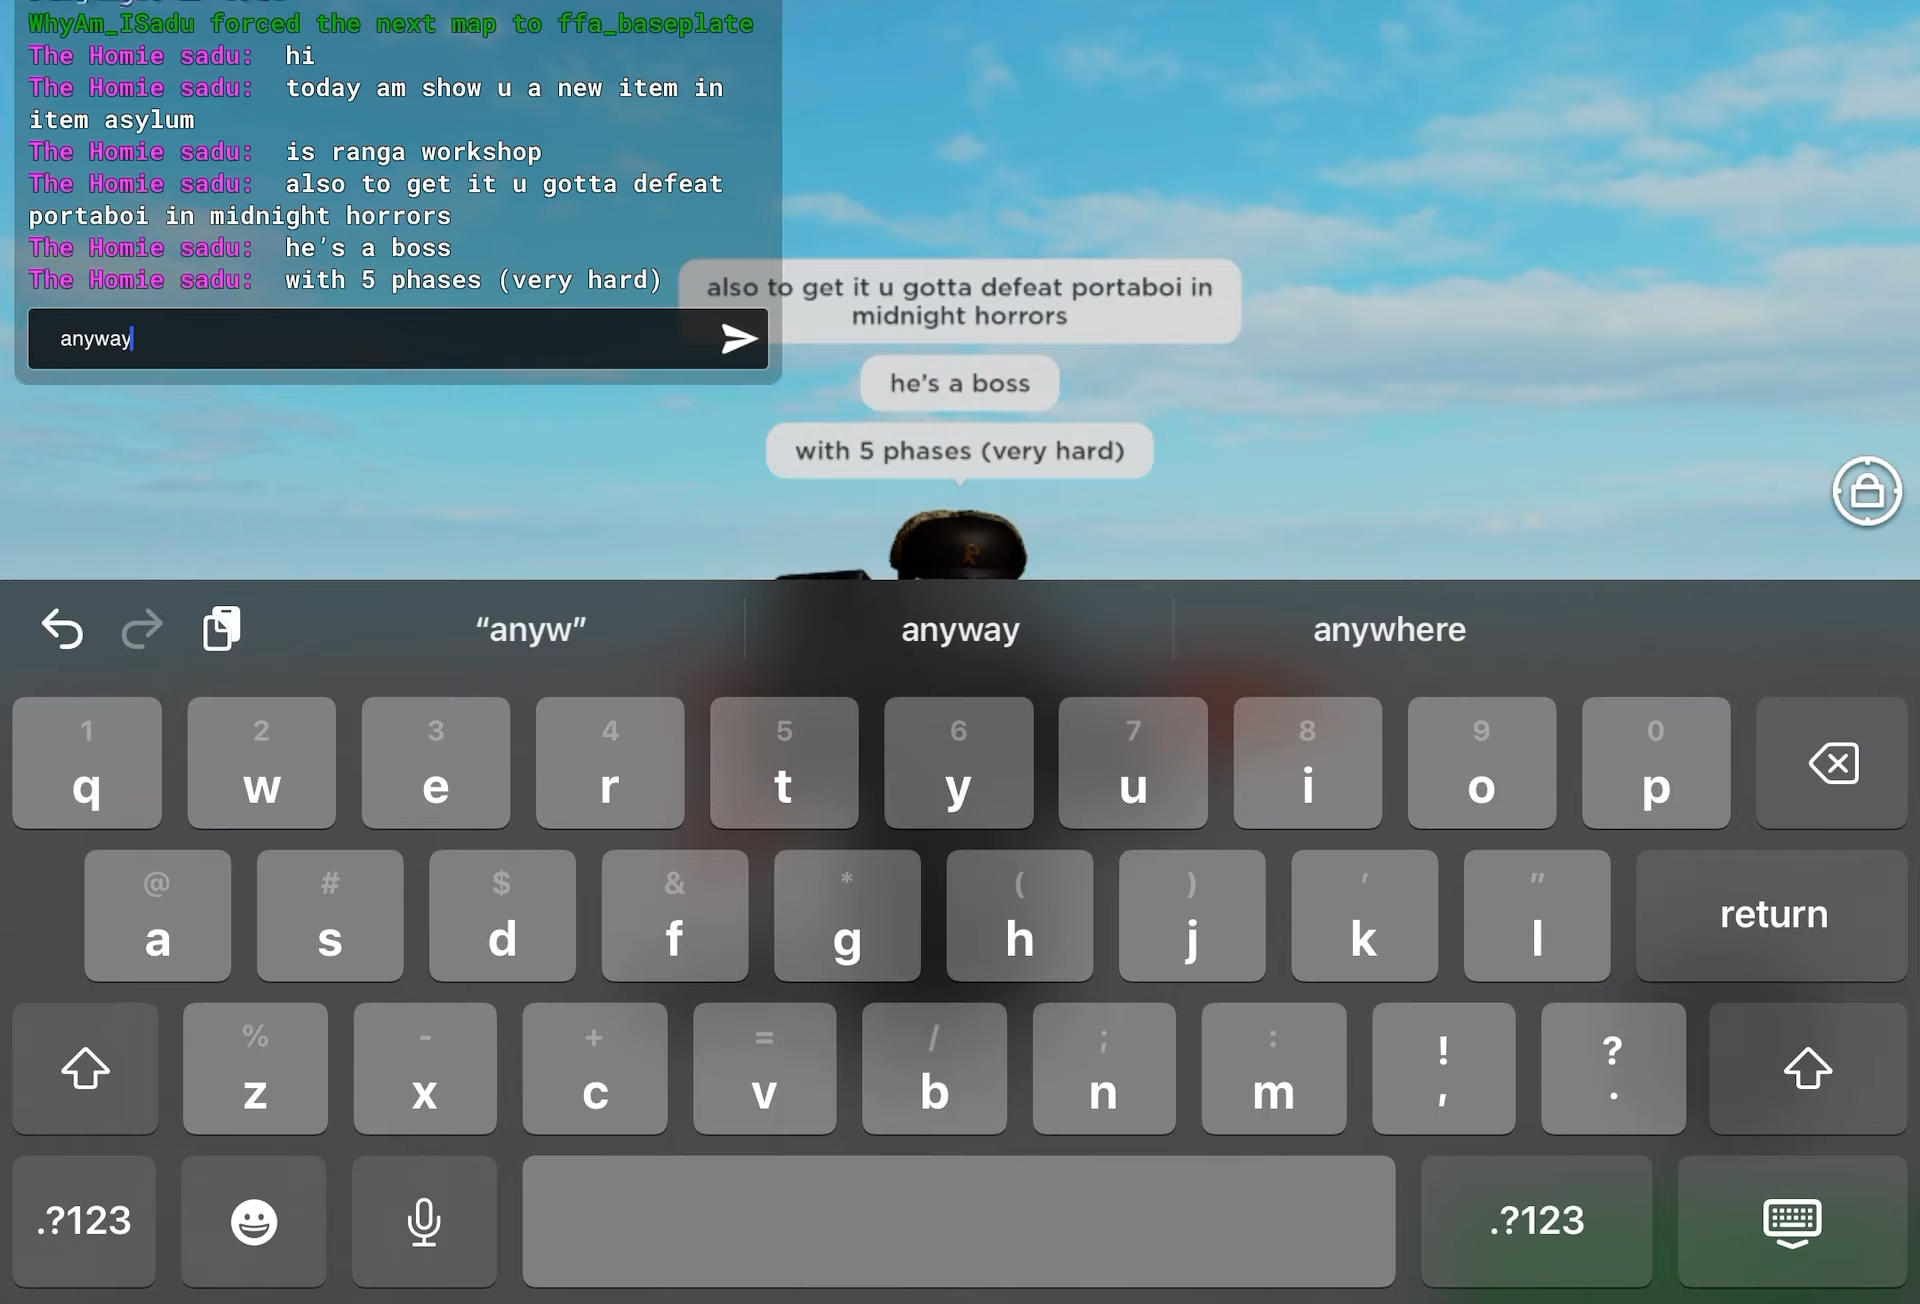 WhyAm_ISadu forced the next map to ffa_baseplate
The Homie sadu: hi
The Homie sadu: today am show u a new item in
item asylum
The Homie sadu: is ranga workshop
The Homie sadu: also to get it u gotta defeat
portaboi in midnight horrors
The Homie sadu: he’s a boss
The Homie sadu: with 5 phases (very hard)
anyway
also to get it u gotta defeat portaboi in
midnight horrors
he’s a boss
with 5 phases (very hard)
R
“anyw” anyway anywhere
1 2 3 4 5 6 7 8 9 0
q w e r t y u i o p
@ # $ & * ( ) ' "
a s d f g h j k l return
% - + = / ; : ! ?
z x c v b n m , .
.?123 .?123